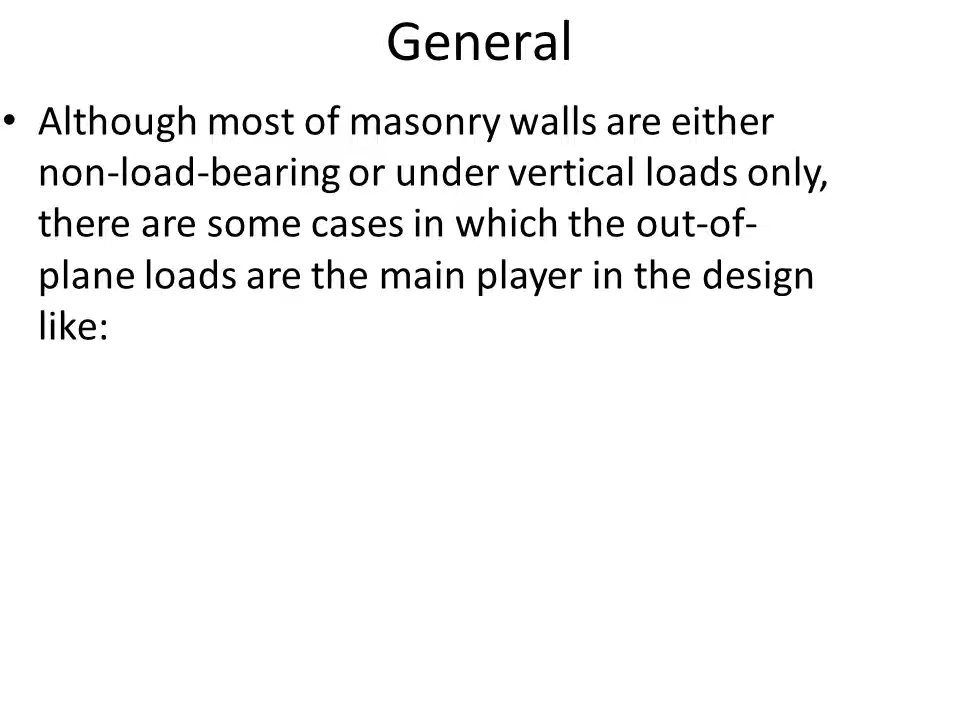 General
• Although most of masonry walls are either
non-load-bearing or under vertical loads only,
there are some cases in which the out-of-
plane loads are the main player in the design
like: